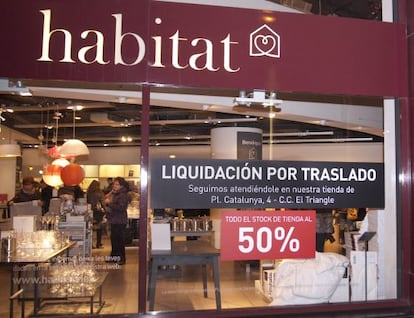 habitat
LIQUIDACIÓN POR TRASLADO
Seguimos atendiéndole en nuestra tienda de
Pl. Catalunya, 4 - C.C. El Triangle
TODO EL STOCK DE TIENDA AL
50%